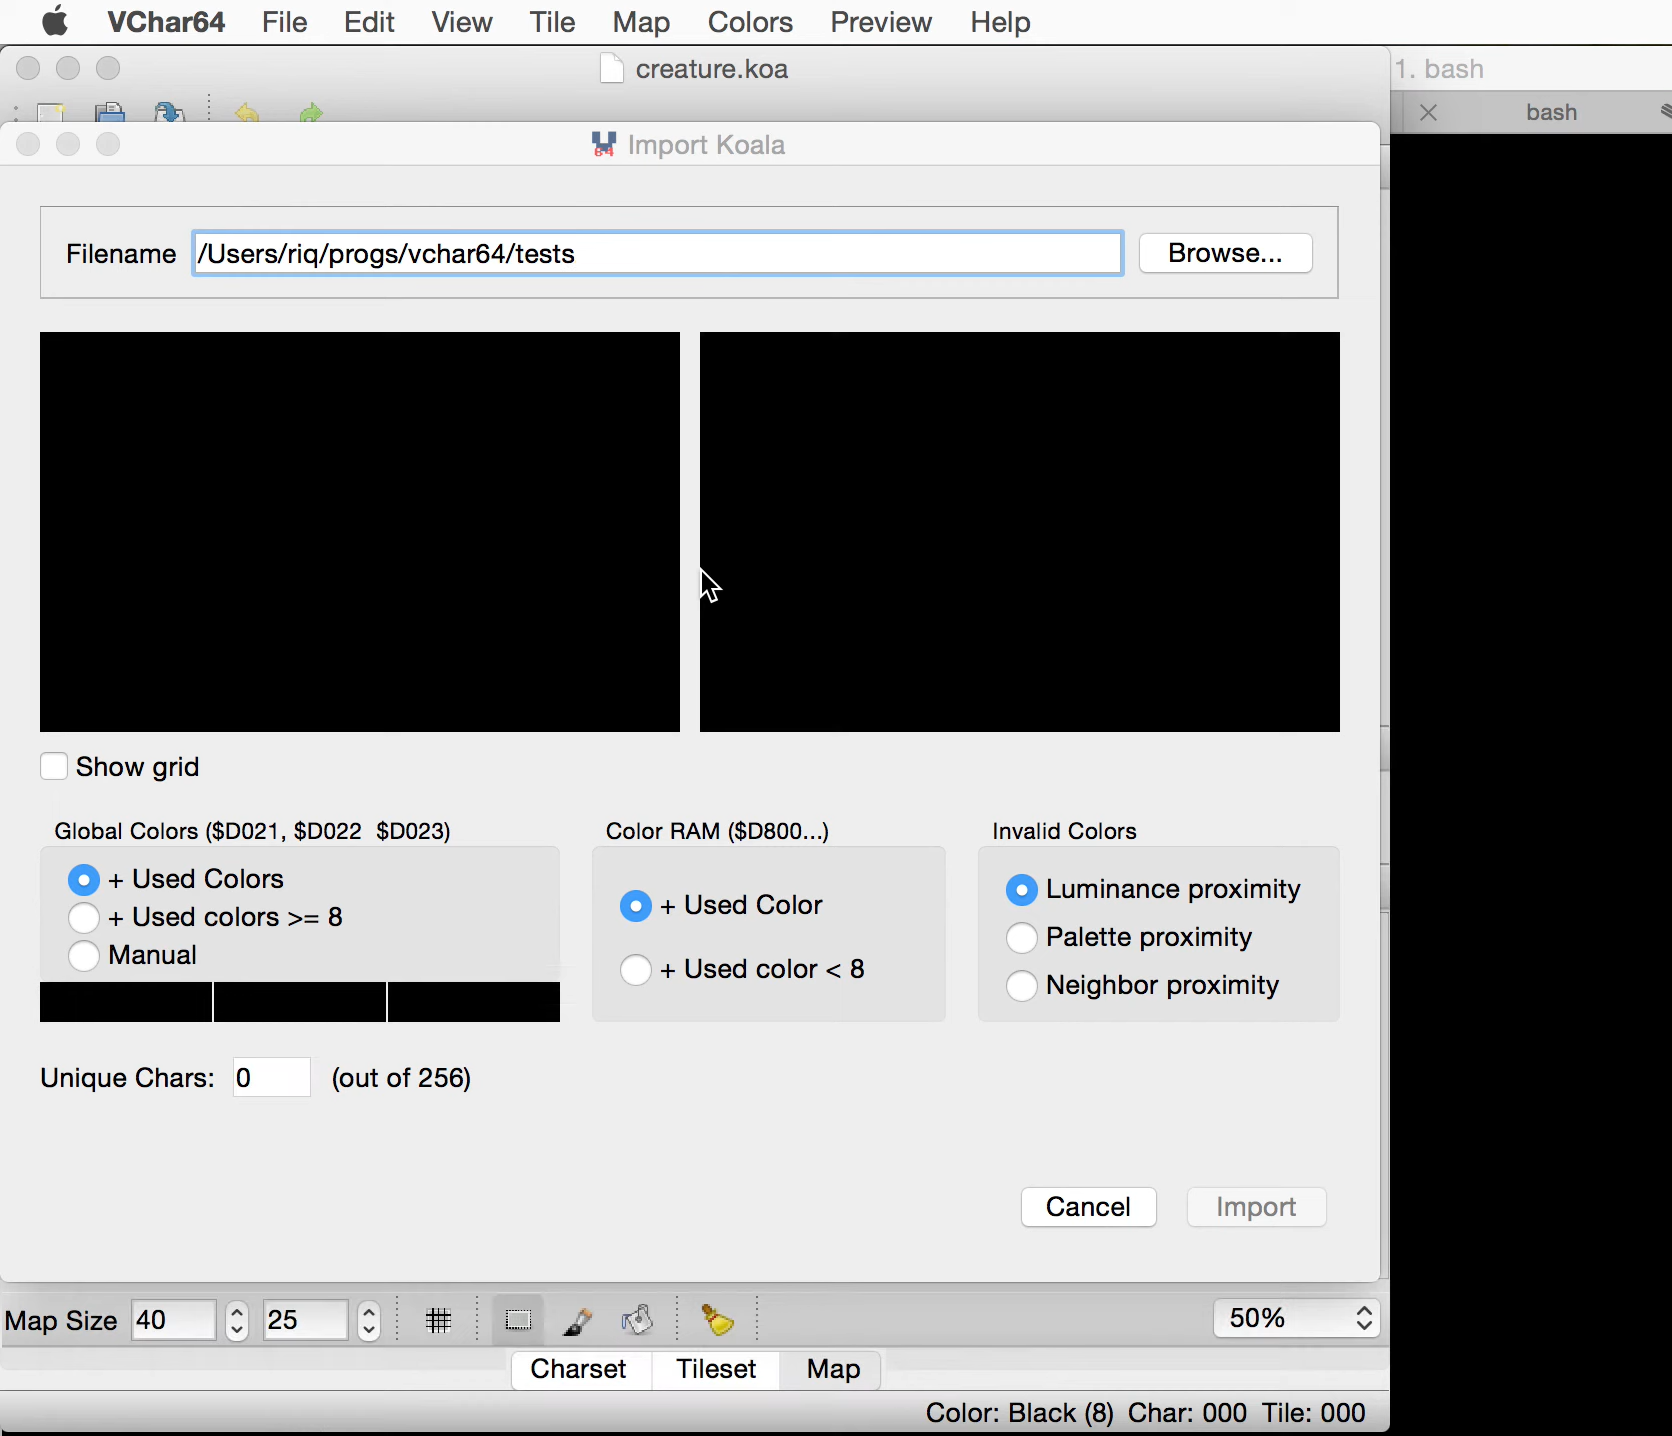 VChar64 File Edit View Tile Map Colors Preview Help
creature.koa
1. bash
bash
Import Koala
Filename /Users/riq/progs/vchar64/tests Browse...
Show grid
Global Colors ($D021, $D022 $D023)
+ Used Colors
+ Used colors >= 8
Manual
Color RAM ($D800...)
+ Used Color
+ Used color < 8
Invalid Colors
Luminance proximity
Palette proximity
Neighbor proximity
Unique Chars: 0 (out of 256)
Cancel Import
Map Size 40 25 50%
Charset Tileset Map
Color: Black (8) Char: 000 Tile: 000